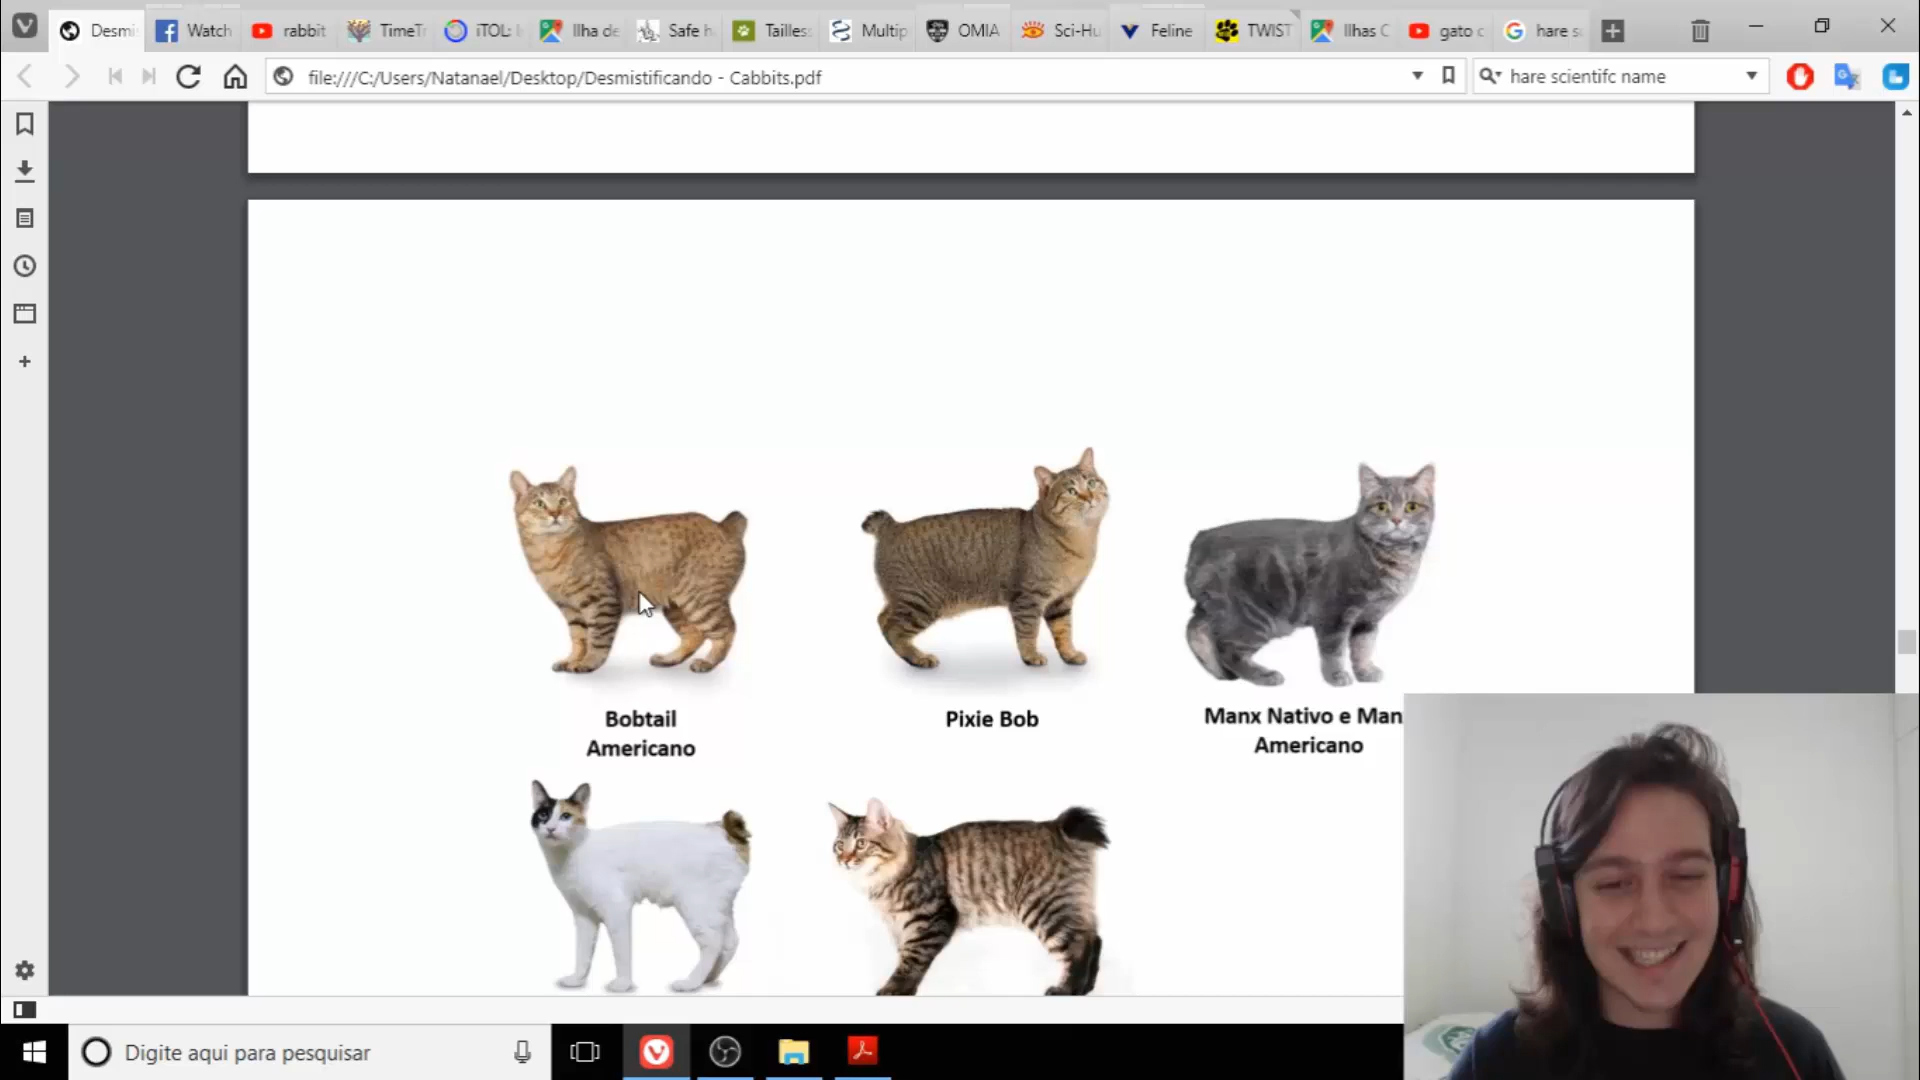 Desmi
Watch
rabbit
TimeTr
iTOL: I
Ilha de
Safe h
Tailles
Multip
OMIA
Sci-Hu
Feline
TWIST
Ilhas C
gato c
hare s
file:///C:/Users/Natanael/Desktop/Desmistificando - Cabbits.pdf
hare scientifc name
Bobtail
Americano
Pixie Bob
Manx Nativo e Man
Americano
Digite aqui para pesquisar